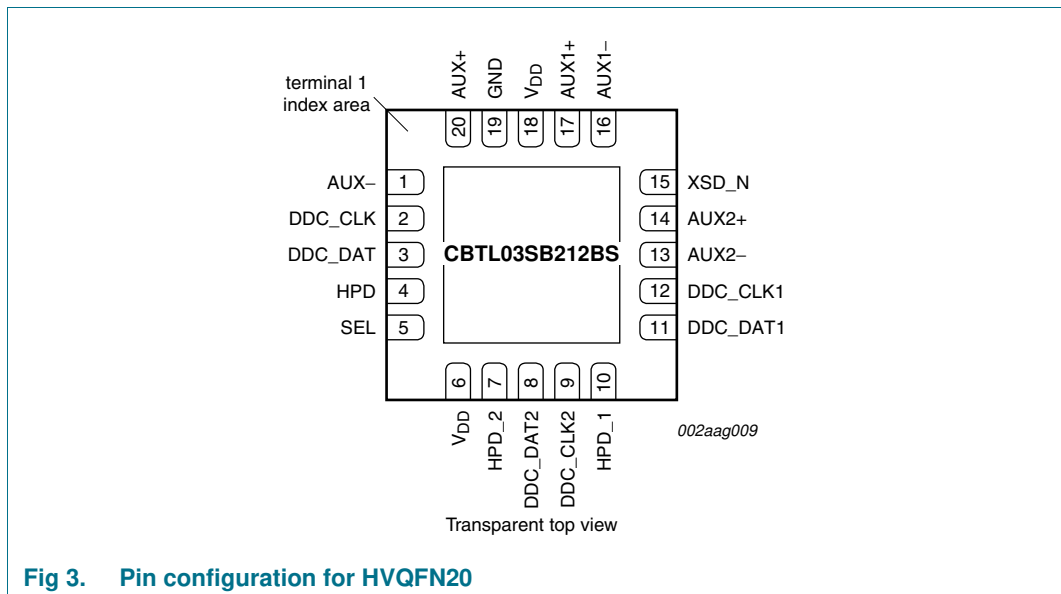 terminal 1
index area
AUX+
GND
VDD
AUX1+
AUX1−
20
19
18
17
16
AUX−
1
DDC_CLK
2
DDC_DAT
3
HPD
4
SEL
5
CBTL03SB212BS
15
XSD_N
14
AUX2+
13
AUX2−
12
DDC_CLK1
11
DDC_DAT1
6
7
8
9
10
VDD
HPD_2
DDC_DAT2
DDC_CLK2
HPD_1
002aag009
Transparent top view
Fig 3. Pin configuration for HVQFN20